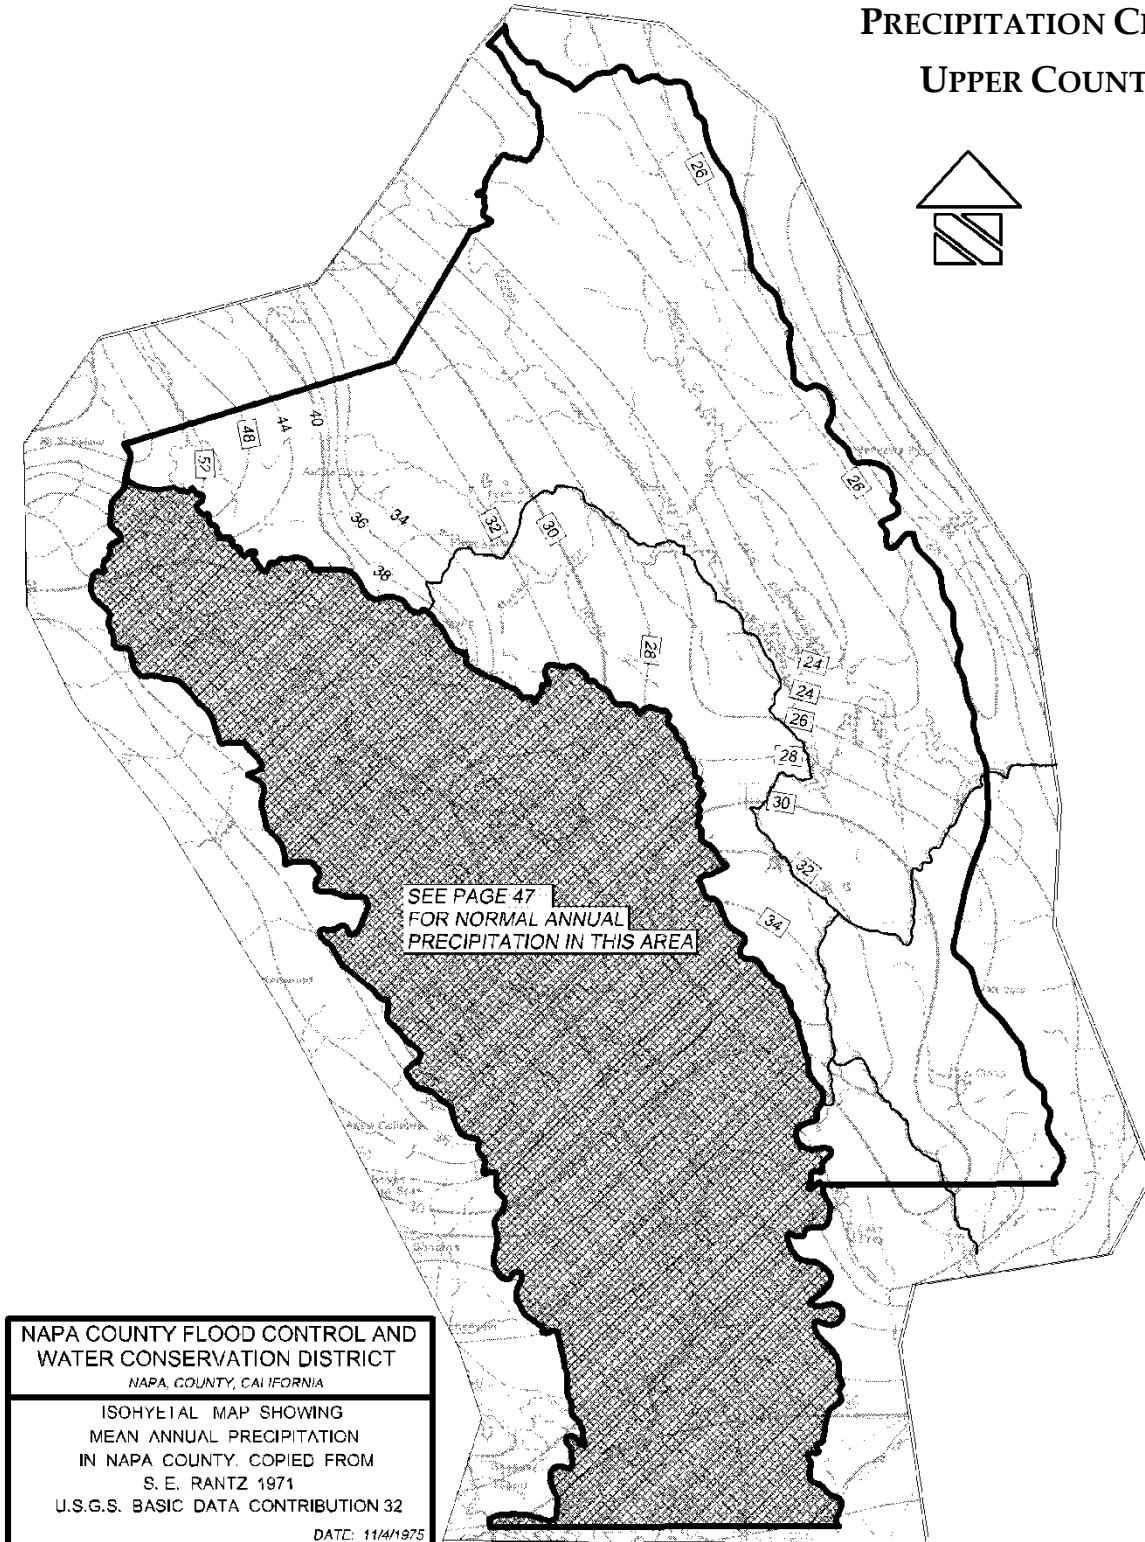 PRECIPITATION C
UPPER COUNT
26
40
44
48
52
34
36
32
30
26
38
28
24
24
26
28
30
32
34
SEE PAGE 47
FOR NORMAL ANNUAL
PRECIPITATION IN THIS AREA
NAPA COUNTY FLOOD CONTROL AND
WATER CONSERVATION DISTRICT
NAPA, COUNTY, CALIFORNIA
ISOHYETAL MAP SHOWING
MEAN ANNUAL PRECIPITATION
IN NAPA COUNTY. COPIED FROM
S. E. RANTZ 1971
U.S.G.S. BASIC DATA CONTRIBUTION 32
DATE: 11/4/1975